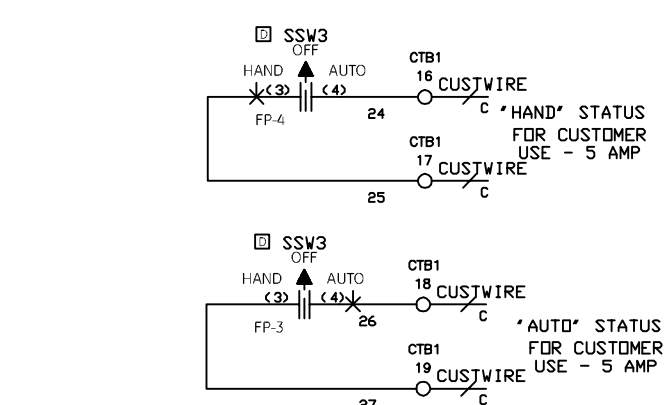 D SSW3
OFF
HAND AUTO
(3) (4)
FP-4
24
CTB1
16
CUSTWIRE
C
"HAND" STATUS
FOR CUSTOMER
USE - 5 AMP
CTB1
17
CUSTWIRE
C
25
D SSW3
OFF
HAND AUTO
(3) (4)
FP-3
26
CTB1
18
CUSTWIRE
C
"AUTO" STATUS
FOR CUSTOMER
USE - 5 AMP
CTB1
19
CUSTWIRE
C
27